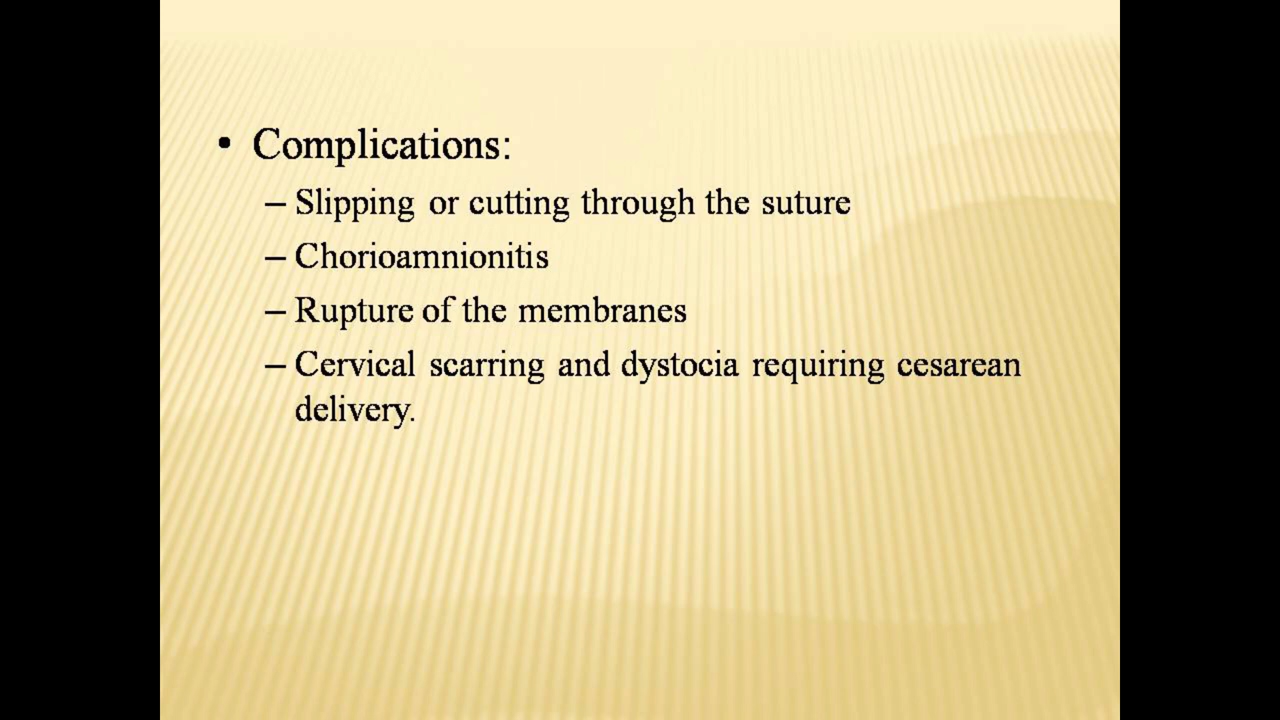 • Complications:
– Slipping or cutting through the suture
– Chorioamnionitis
– Rupture of the membranes
– Cervical scarring and dystocia requiring cesarean
delivery.